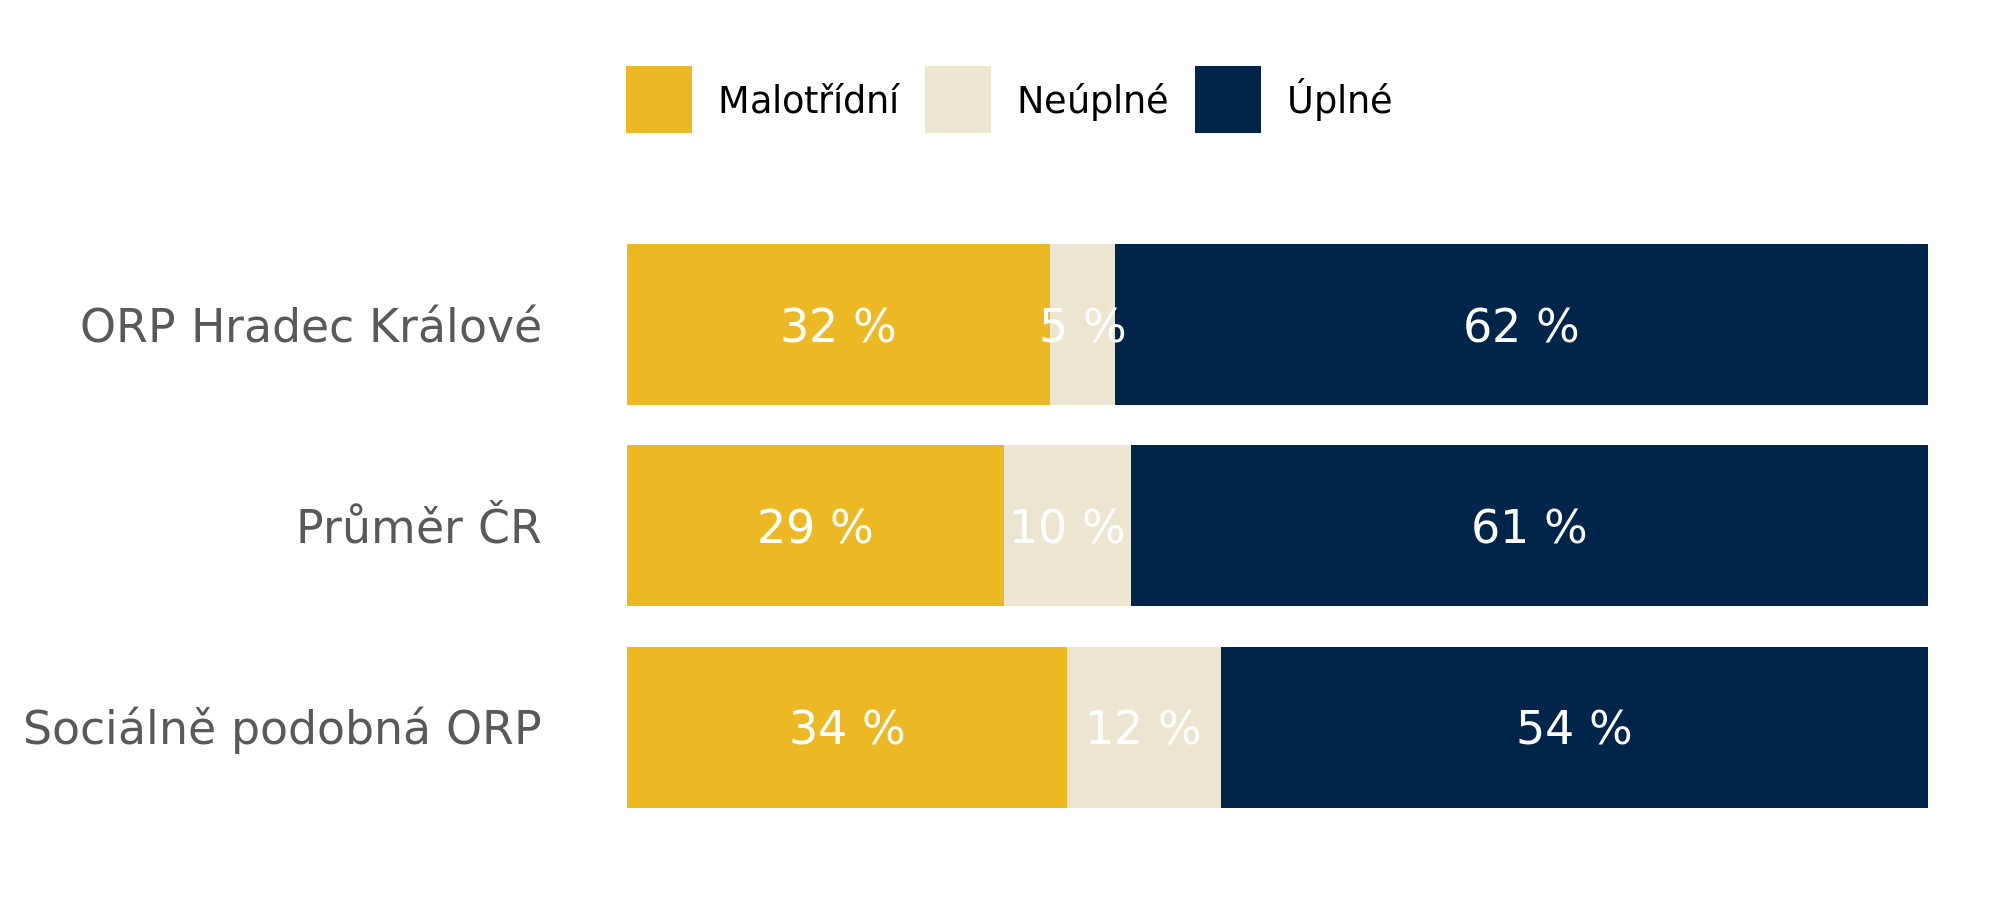 Malotřídní Neúplné Úplné
ORP Hradec Králové 32 % 5 % 62 %
Průměr ČR 29 % 10 % 61 %
Sociálně podobná ORP 34 % 12 % 54 %